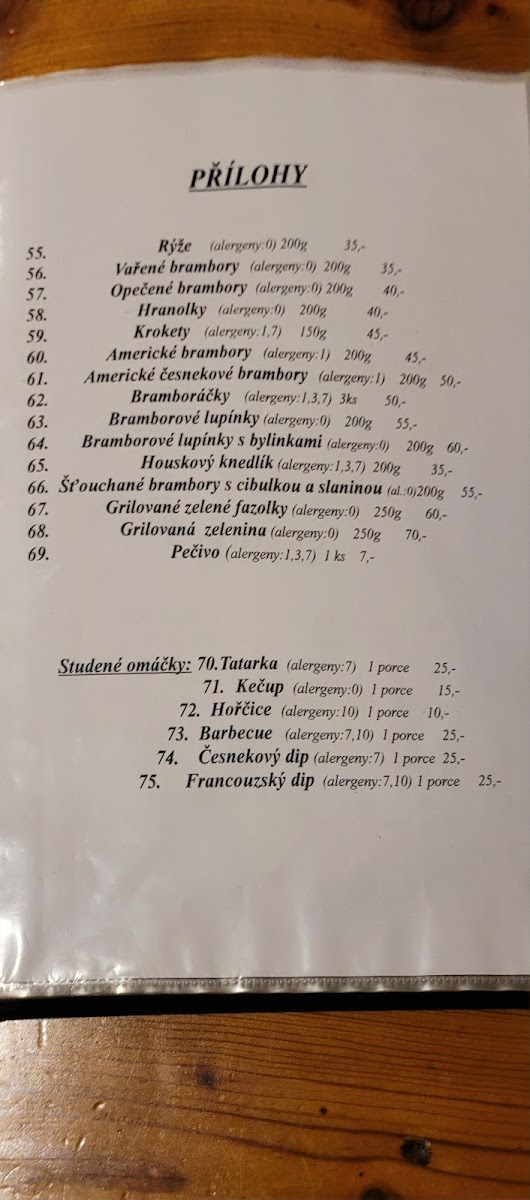 PŘÍLOHY
55. Rýže (alergeny:0) 200g 35,-
56. Vařené brambory (alergeny:0) 200g 35,-
57. Opečené brambory (alergeny:0) 200g 40,-
58. Hranolky (alergeny:0) 200g 40,-
59. Krokety (alergeny:1,7) 150g 45,-
60. Americké brambory (alergeny:1) 200g 45,-
61. Americké česnekové brambory (alergeny:1) 200g 50,-
62. Bramboráčky (alergeny:1,3,7) 3ks 50,-
63. Bramborové lupínky (alergeny:0) 200g 55,-
64. Bramborové lupínky s bylinkami (alergeny:0) 200g 60,-
65. Houskový knedlík (alergeny:1,3,7) 200g 35,-
66. Šťouchané brambory s cibulkou a slaninou (al.:0)200g 55,-
67. Grilované zelené fazolky (alergeny:0) 250g 60,-
68. Grilovaná zelenina (alergeny:0) 250g 70,-
69. Pečivo (alergeny:1,3,7) 1 ks 7,-
Studené omáčky: 70.Tatarka (alergeny:7) 1 porce 25,-
71. Kečup (alergeny:0) 1 porce 15,-
72. Hořčice (alergeny:10) 1 porce 10,-
73. Barbecue (alergeny:7,10) 1 porce 25,-
74. Česnekový dip (alergeny:7) 1 porce 25,-
75. Francouzský dip (alergeny:7,10) 1 porce 25,-